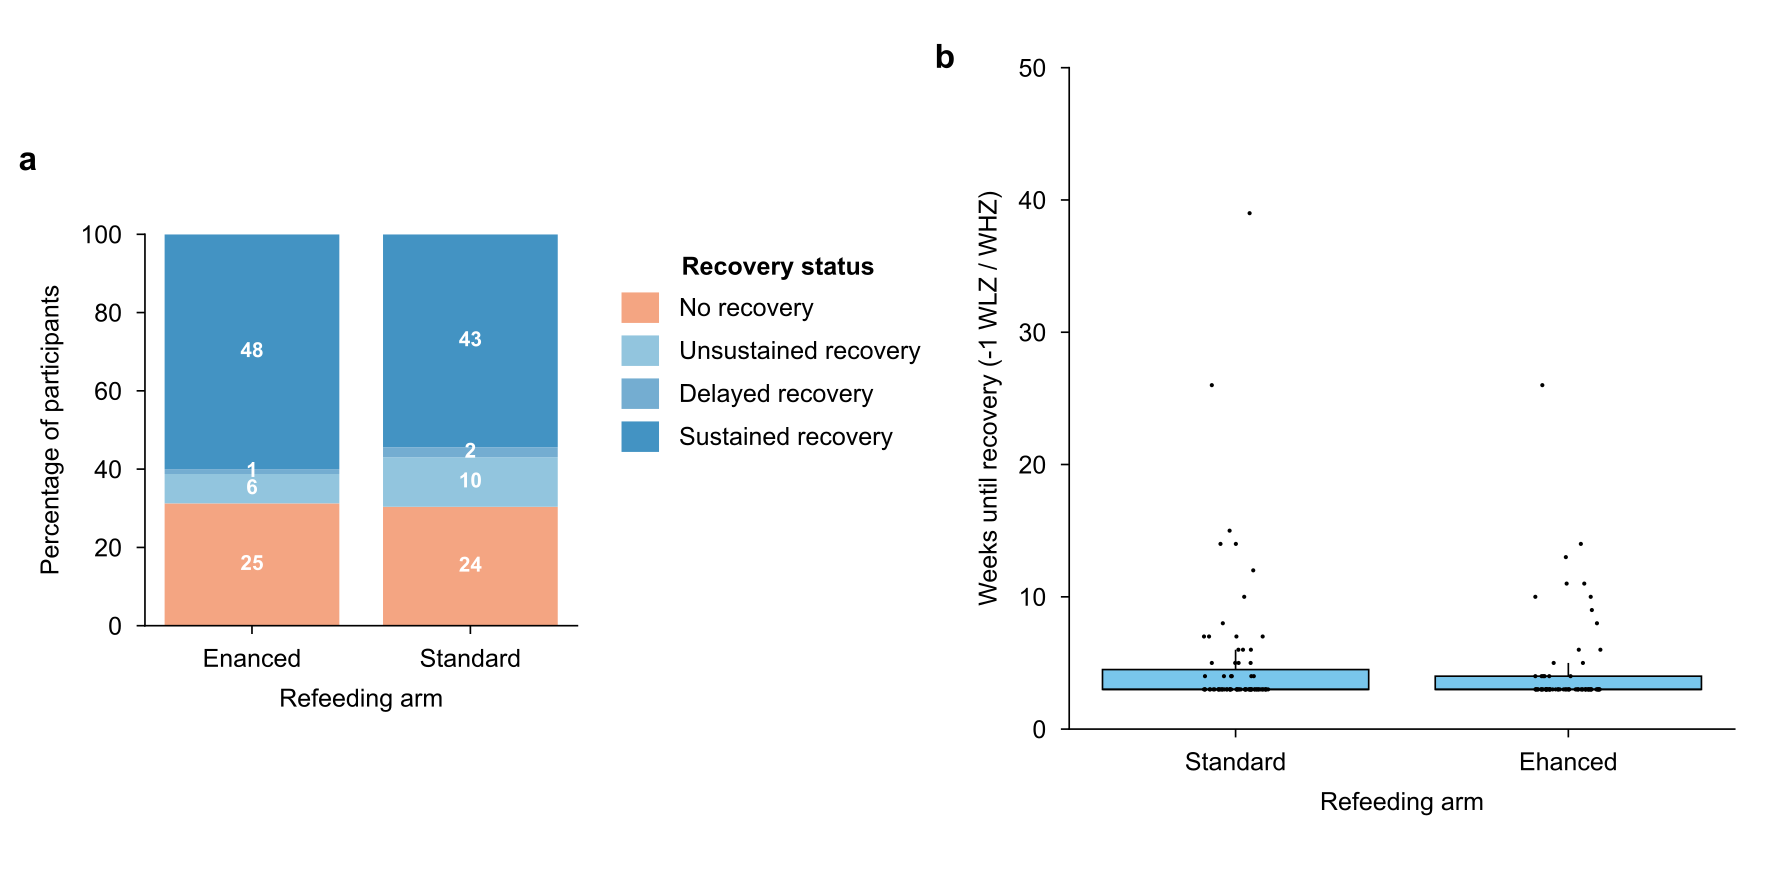 a
Percentage of participants
100
80
60
40
20
0
48
1
6
25
43
2
10
24
Enanced
Standard
Refeeding arm
Recovery status
No recovery
Unsustained recovery
Delayed recovery
Sustained recovery
b
Weeks until recovery (-1 WLZ / WHZ)
50
40
30
20
10
0
Standard
Ehanced
Refeeding arm